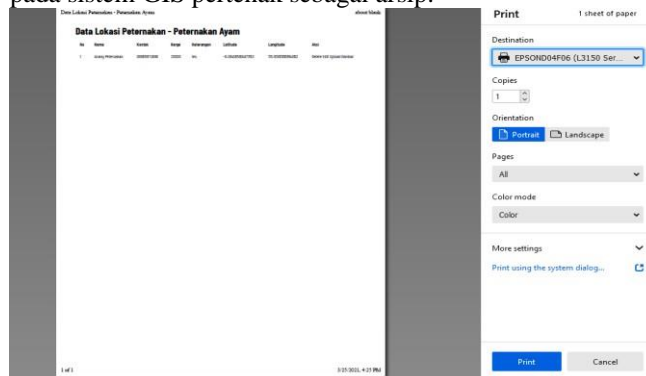 pada sistem GIS pertenak sebagai arsip.
Data Lokasi Peternakan - Peternakan Ayam
about:blank
Data Lokasi Peternakan - Peternakan Ayam
No Nama Kontak Harga Keterangan Latitude Longitude Aksi
1 of 1
4:27 PM
Print
1 sheet of paper
Destination
EPSOND04F06 (L3150 Ser...
Copies
1
Orientation
Portrait Landscape
Pages
All
Color mode
Color
More settings
Print using the system dialog...
Print Cancel